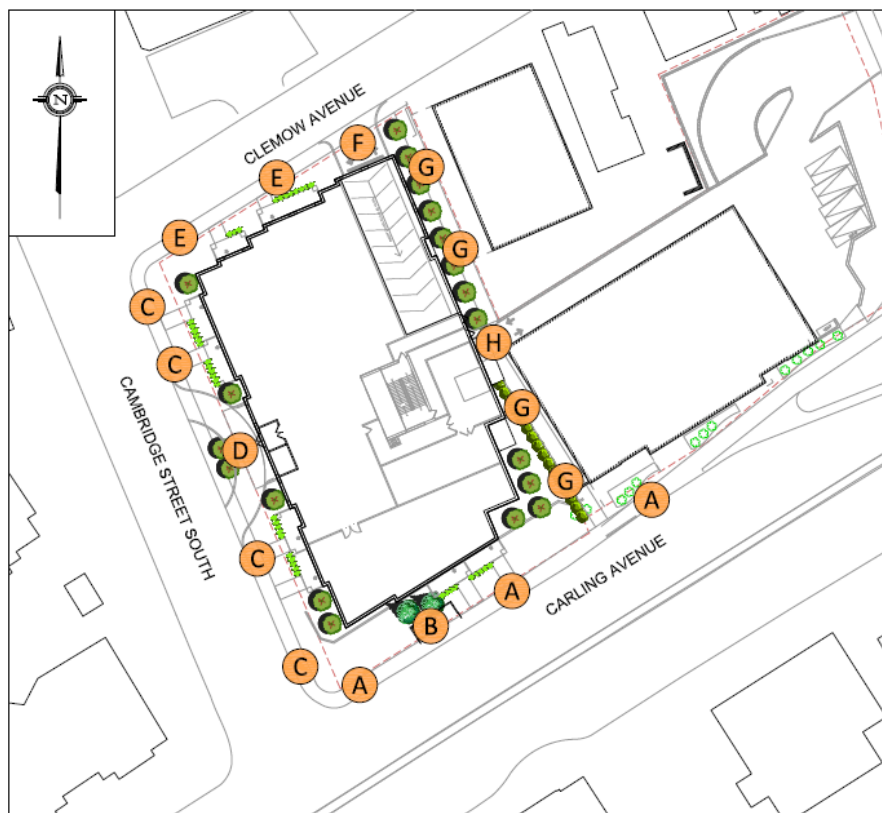 N
CLEMOW AVENUE
F
G
E
E
G
C
H
C
G
CAMBRIDGE STREET SOUTH
D
G
A
C
A
CARLING AVENUE
B
C
A